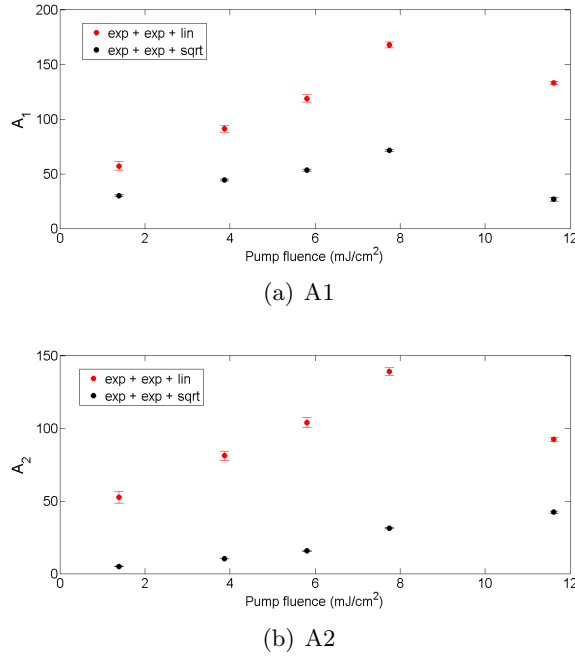 200
150
100
50
0
A1
exp + exp + lin
exp + exp + sqrt
0 2 4 6 8 10 12
Pump fluence (mJ/cm²)
(a) A1
150
100
50
0
A2
exp + exp + lin
exp + exp + sqrt
0 2 4 6 8 10 12
Pump fluence (mJ/cm²)
(b) A2